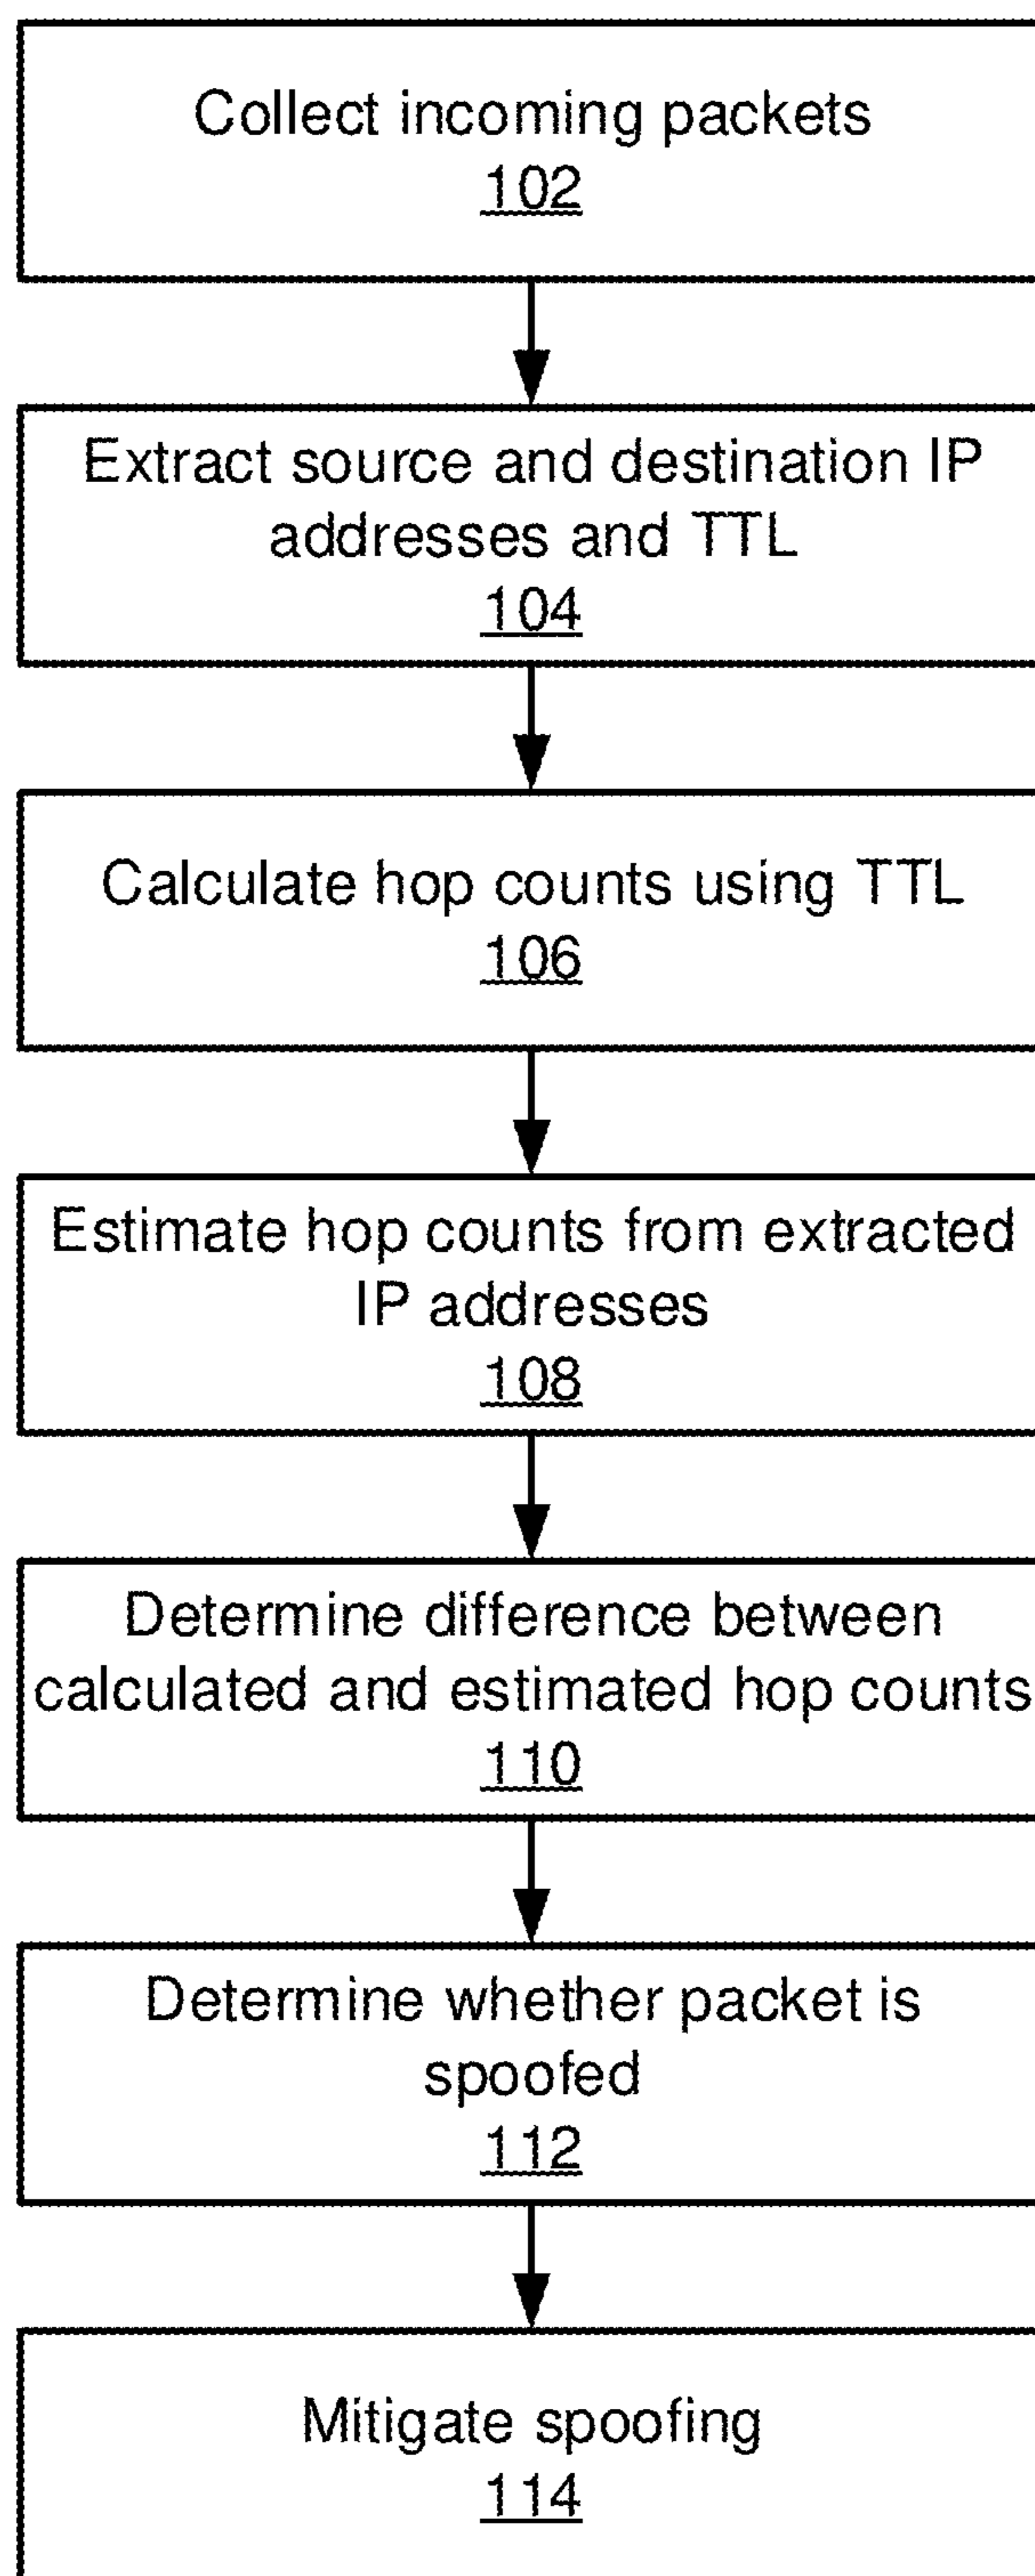 Collect incoming packets
102
Extract source and destination IP
addresses and TTL
104
Calculate hop counts using TTL
106
Estimate hop counts from extracted
IP addresses
108
Determine difference between
calculated and estimated hop counts
110
Determine whether packet is
spoofed
112
Mitigate spoofing
114